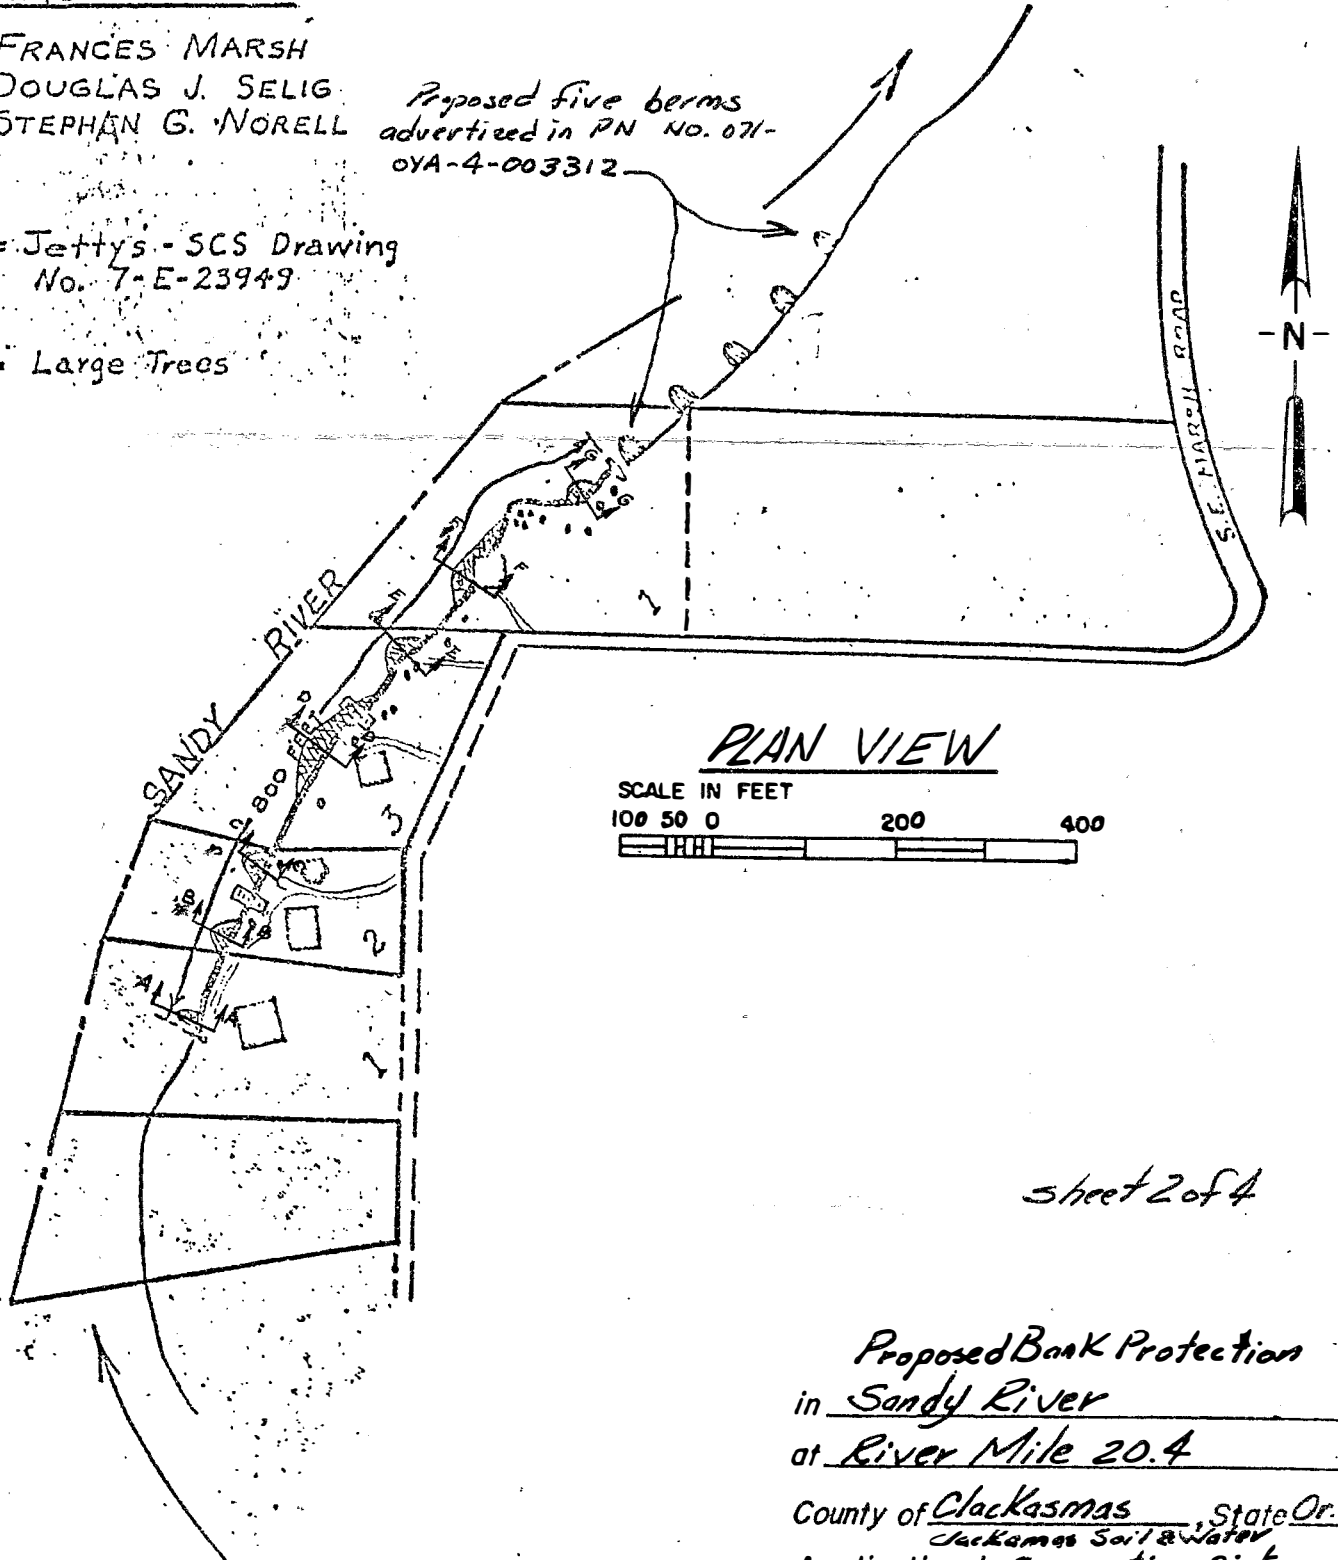 FRANCES MARSH
DOUGLAS J. SELIG
STEPHAN G. NORELL
Proposed five berms
advertized in PN No. 071-
OYA-4-003312
= Jetty's - SCS Drawing
No. 7-E-23949
Large Trees
S.E. MARSH ROAD
-N-
SANDY RIVER
800 FEET
G
G
F
E
E
D
D
C
B
B
A
A
1
3
2
1
PLAN VIEW
SCALE IN FEET
100 50 0 200 400
sheet 2 of 4
Proposed Bank Protection
in Sandy River
at River Mile 20.4
County of Clackasmas, State Or.
Clackamas Soil & Water